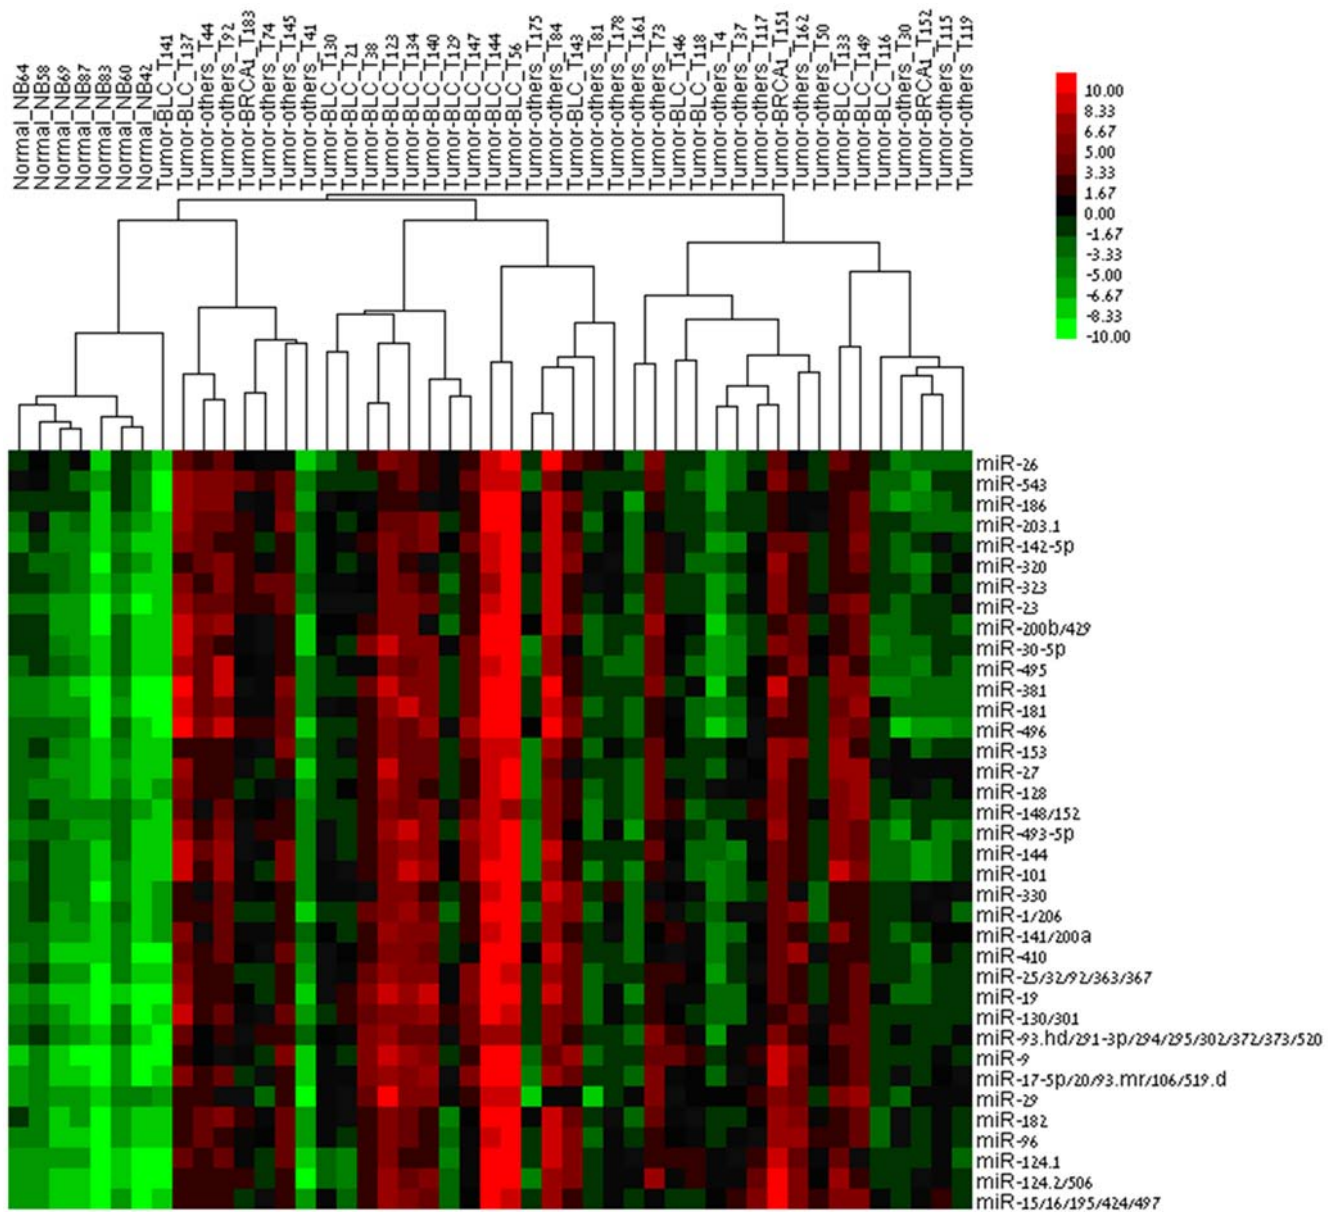 Normal_NB64
Normal_NB58
Normal_NB69
Normal_NB87
Normal_NB83
Normal_NB60
Normal_NB42
Tumor-BLC_T141
Tumor-BLC_T137
Tumor-others_T44
Tumor-others_T92
Tumor-BRCA1_T183
Tumor-others_T74
Tumor-others_T145
Tumor-others_T41
Tumor-BLC_T130
Tumor-BLC_T21
Tumor-BLC_T38
Tumor-BLC_T123
Tumor-BLC_T134
Tumor-BLC_T140
Tumor-BLC_T129
Tumor-BLC_T147
Tumor-BLC_T144
Tumor-BLC_T56
Tumor-others_T175
Tumor-others_T84
Tumor-BLC_T143
Tumor-others_T81
Tumor-others_T178
Tumor-others_T161
Tumor-others_T73
Tumor-BLC_T146
Tumor-BLC_T118
Tumor-others_T4
Tumor-others_T37
Tumor-others_T117
Tumor-BRCA1_T151
Tumor-others_T162
Tumor-others_T50
Tumor-BLC_T133
Tumor-BLC_T149
Tumor-BLC_T116
Tumor-others_T30
Tumor-BRCA1_T152
Tumor-others_T115
Tumor-others_T119
10.00
8.33
6.67
5.00
3.33
1.67
0.00
-1.67
-3.33
-5.00
-6.67
-8.33
-10.00
miR-26
miR-543
miR-186
miR-203.1
miR-142-5p
miR-320
miR-323
miR-23
miR-200b/429
miR-30-5p
miR-495
miR-381
miR-181
miR-496
miR-153
miR-27
miR-128
miR-148/152
miR-493-5p
miR-144
miR-101
miR-330
miR-1/206
miR-141/200a
miR-410
miR-25/32/92/363/367
miR-19
miR-130/301
miR-93.hd/291-3p/294/295/302/372/373/520
miR-9
miR-17-5p/20/93.mr/106/519.d
miR-29
miR-182
miR-96
miR-124.1
miR-124.2/506
miR-15/16/195/424/497